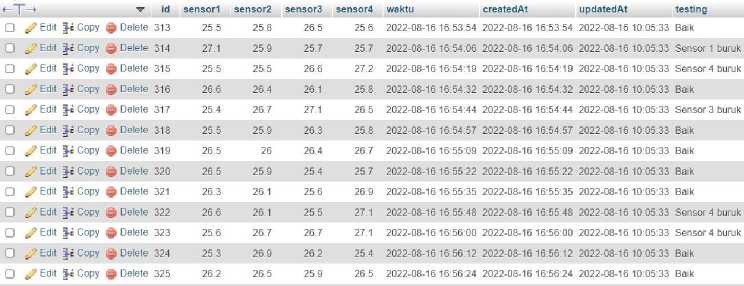 id sensor1 sensor2 sensor3 sensor4 waktu createdAt updatedAt testing
Edit Copy Delete 313 25.5 25.8 26.5 25.6 2022-08-16 16:53:54 2022-08-16 16:53:54 2022-08-16 10:05:33 Baik
Edit Copy Delete 314 27.1 25.9 25.7 25.7 2022-08-16 16:54:06 2022-08-16 16:54:06 2022-08-16 10:05:33 Sensor 1 buruk
Edit Copy Delete 315 25.5 25.5 26.6 27.2 2022-08-16 16:54:19 2022-08-16 16:54:19 2022-08-16 10:05:33 Sensor 4 buruk
Edit Copy Delete 316 26.6 26.4 26.1 25.8 2022-08-16 16:54:32 2022-08-16 16:54:32 2022-08-16 10:05:33 Baik
Edit Copy Delete 317 25.4 26.7 27.1 26.5 2022-08-16 16:54:44 2022-08-16 16:54:44 2022-08-16 10:05:33 Sensor 3 buruk
Edit Copy Delete 318 25.5 25.9 26.3 25.8 2022-08-16 16:54:57 2022-08-16 16:54:57 2022-08-16 10:05:33 Baik
Edit Copy Delete 319 26.5 26 26.4 26.7 2022-08-16 16:55:09 2022-08-16 16:55:09 2022-08-16 10:05:33 Baik
Edit Copy Delete 320 26.5 25.9 25.4 25.7 2022-08-16 16:55:22 2022-08-16 16:55:22 2022-08-16 10:05:33 Baik
Edit Copy Delete 321 26.3 26.1 25.6 26.9 2022-08-16 16:55:35 2022-08-16 16:55:35 2022-08-16 10:05:33 Baik
Edit Copy Delete 322 26.6 26.1 25.5 27.1 2022-08-16 16:55:48 2022-08-16 16:55:48 2022-08-16 10:05:33 Sensor 4 buruk
Edit Copy Delete 323 25.6 26.7 26.7 27.1 2022-08-16 16:56:00 2022-08-16 16:56:00 2022-08-16 10:05:33 Sensor 4 buruk
Edit Copy Delete 324 25.3 26.9 26.2 25.4 2022-08-16 16:56:12 2022-08-16 16:56:12 2022-08-16 10:05:33 Baik
Edit Copy Delete 325 26.2 26.5 25.9 26.5 2022-08-16 16:56:24 2022-08-16 16:56:24 2022-08-16 10:05:33 Baik